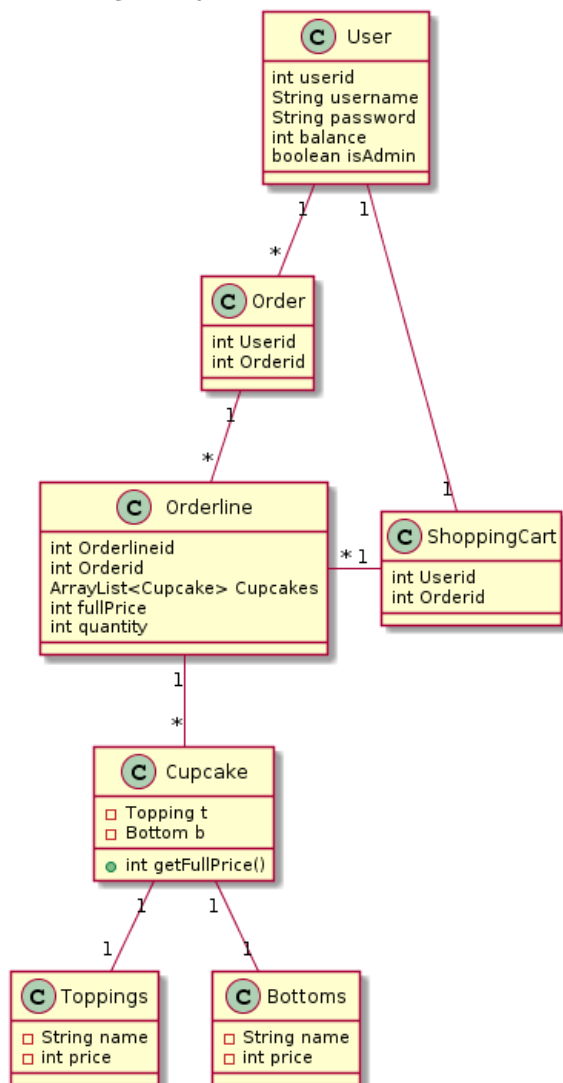 C User
int userid
String username
String password
int balance
boolean isAdmin
1
1
*
C Order
int Userid
int Orderid
1
*
1
C Orderline
int Orderlineid
int Orderid
ArrayList<Cupcake> Cupcakes
int fullPrice
int quantity
* 1
C ShoppingCart
int Userid
int Orderid
1
*
C Cupcake
Topping t
Bottom b
int getFullPrice()
1
1
1
1
C Toppings
String name
int price
C Bottoms
String name
int price